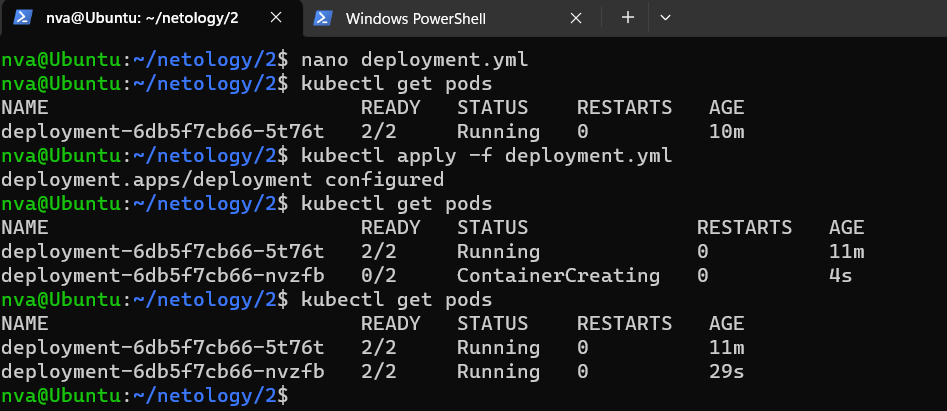 nva@Ubuntu: ~/netology/2 Windows PowerShell
nva@Ubuntu:~/netology/2$ nano deployment.yml
nva@Ubuntu:~/netology/2$ kubectl get pods
NAME READY STATUS RESTARTS AGE
deployment-6db5f7cb66-5t76t 2/2 Running 0 10m
nva@Ubuntu:~/netology/2$ kubectl apply -f deployment.yml
deployment.apps/deployment configured
nva@Ubuntu:~/netology/2$ kubectl get pods
NAME READY STATUS RESTARTS AGE
deployment-6db5f7cb66-5t76t 2/2 Running 0 11m
deployment-6db5f7cb66-nvzfb 0/2 ContainerCreating 0 4s
nva@Ubuntu:~/netology/2$ kubectl get pods
NAME READY STATUS RESTARTS AGE
deployment-6db5f7cb66-5t76t 2/2 Running 0 11m
deployment-6db5f7cb66-nvzfb 2/2 Running 0 29s
nva@Ubuntu:~/netology/2$